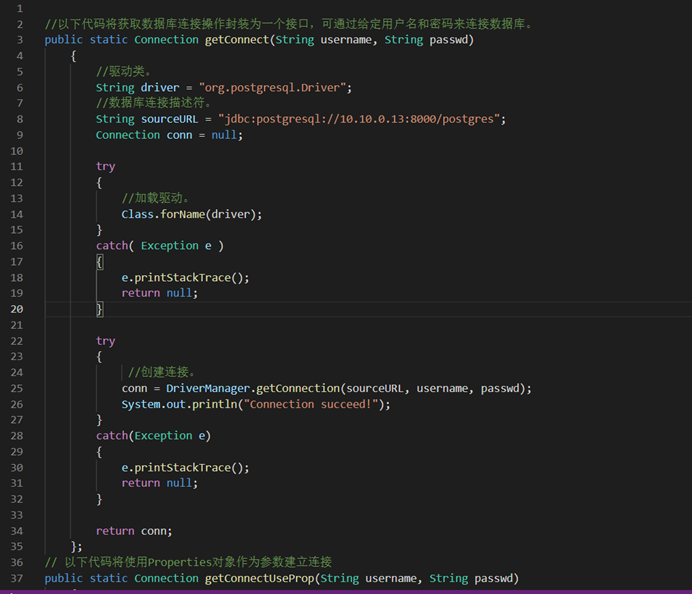 1
2 //以下代码将获取数据库连接操作封装为一个接口，可通过给定用户名和密码来连接数据库。
3 public static Connection getConnect(String username, String passwd)
4 {
5 //驱动类。
6 String driver = "org.postgresql.Driver";
7 //数据库连接描述符。
8 String sourceURL = "jdbc:postgresql://10.10.0.13:8000/postgres";
9 Connection conn = null;
10
11 try
12 {
13 //加载驱动。
14 Class.forName(driver);
15 }
16 catch( Exception e )
17 {
18 e.printStackTrace();
19 return null;
20 }
21
22 try
23 {
24 //创建连接。
25 conn = DriverManager.getConnection(sourceURL, username, passwd);
26 System.out.println("Connection succeed!");
27 }
28 catch(Exception e)
29 {
30 e.printStackTrace();
31 return null;
32 }
33
34 return conn;
35 };
36 // 以下代码将使用Properties对象作为参数建立连接
37 public static Connection getConnectUseProp(String username, String passwd)